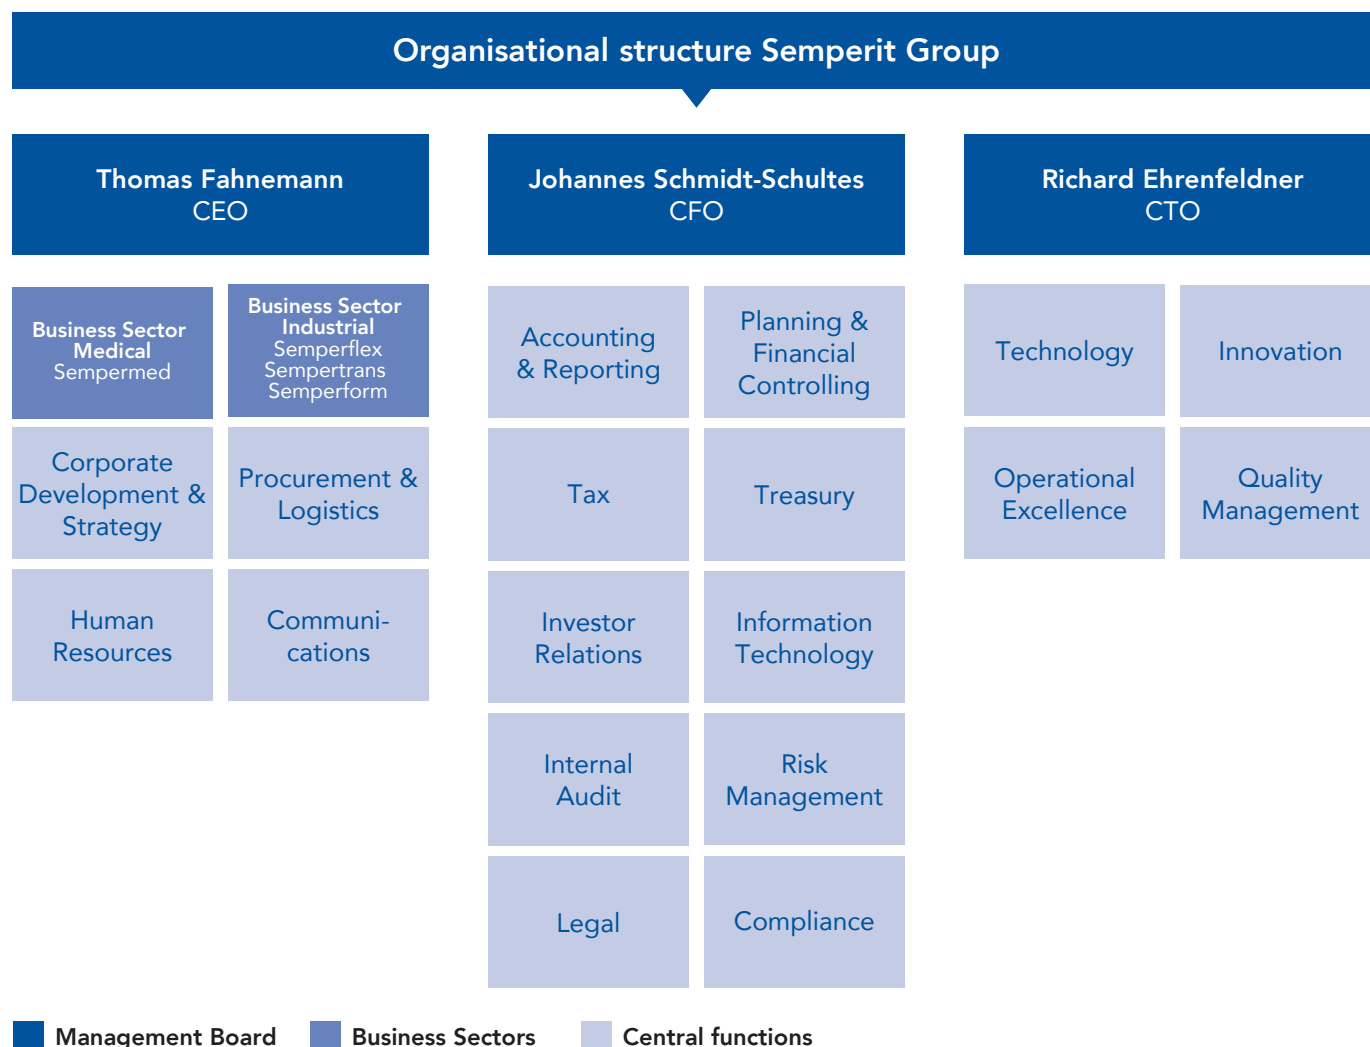 Organisational structure Semperit Group
Thomas Fahnemann
CEO
Johannes Schmidt-Schultes
CFO
Richard Ehrenfeldner
CTO
Business Sector
Medical
Sempermed
Business Sector
Industrial
Semperflex
Sempertrans
Semperform
Corporate
Development &
Strategy
Procurement &
Logistics
Human
Resources
Communi-
cations
Accounting
& Reporting
Planning &
Financial
Controlling
Tax
Treasury
Investor
Relations
Information
Technology
Internal
Audit
Risk
Management
Legal
Compliance
Technology
Innovation
Operational
Excellence
Quality
Management
Management Board
Business Sectors
Central functions